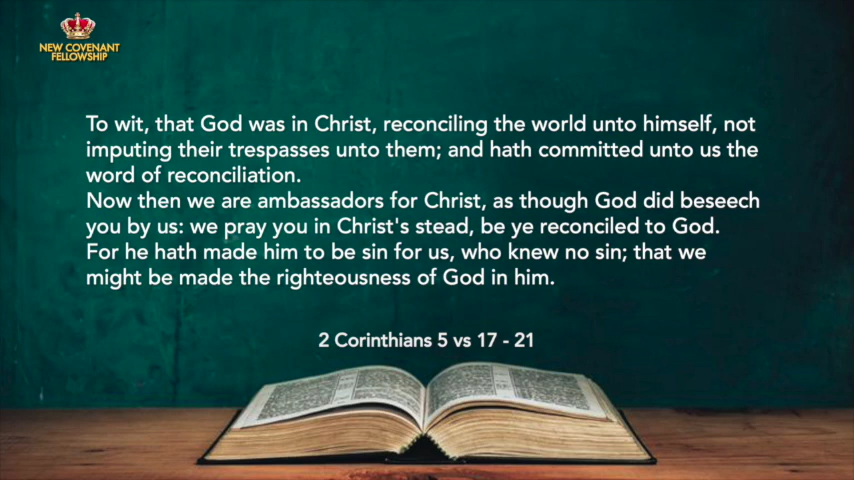 NEW COVENANT
FELLOWSHIP
To wit, that God was in Christ, reconciling the world unto himself, not
imputing their trespasses unto them; and hath committed unto us the
word of reconciliation.
Now then we are ambassadors for Christ, as though God did beseech
you by us: we pray you in Christ's stead, be ye reconciled to God.
For he hath made him to be sin for us, who knew no sin; that we
might be made the righteousness of God in him.
2 Corinthians 5 vs 17 - 21